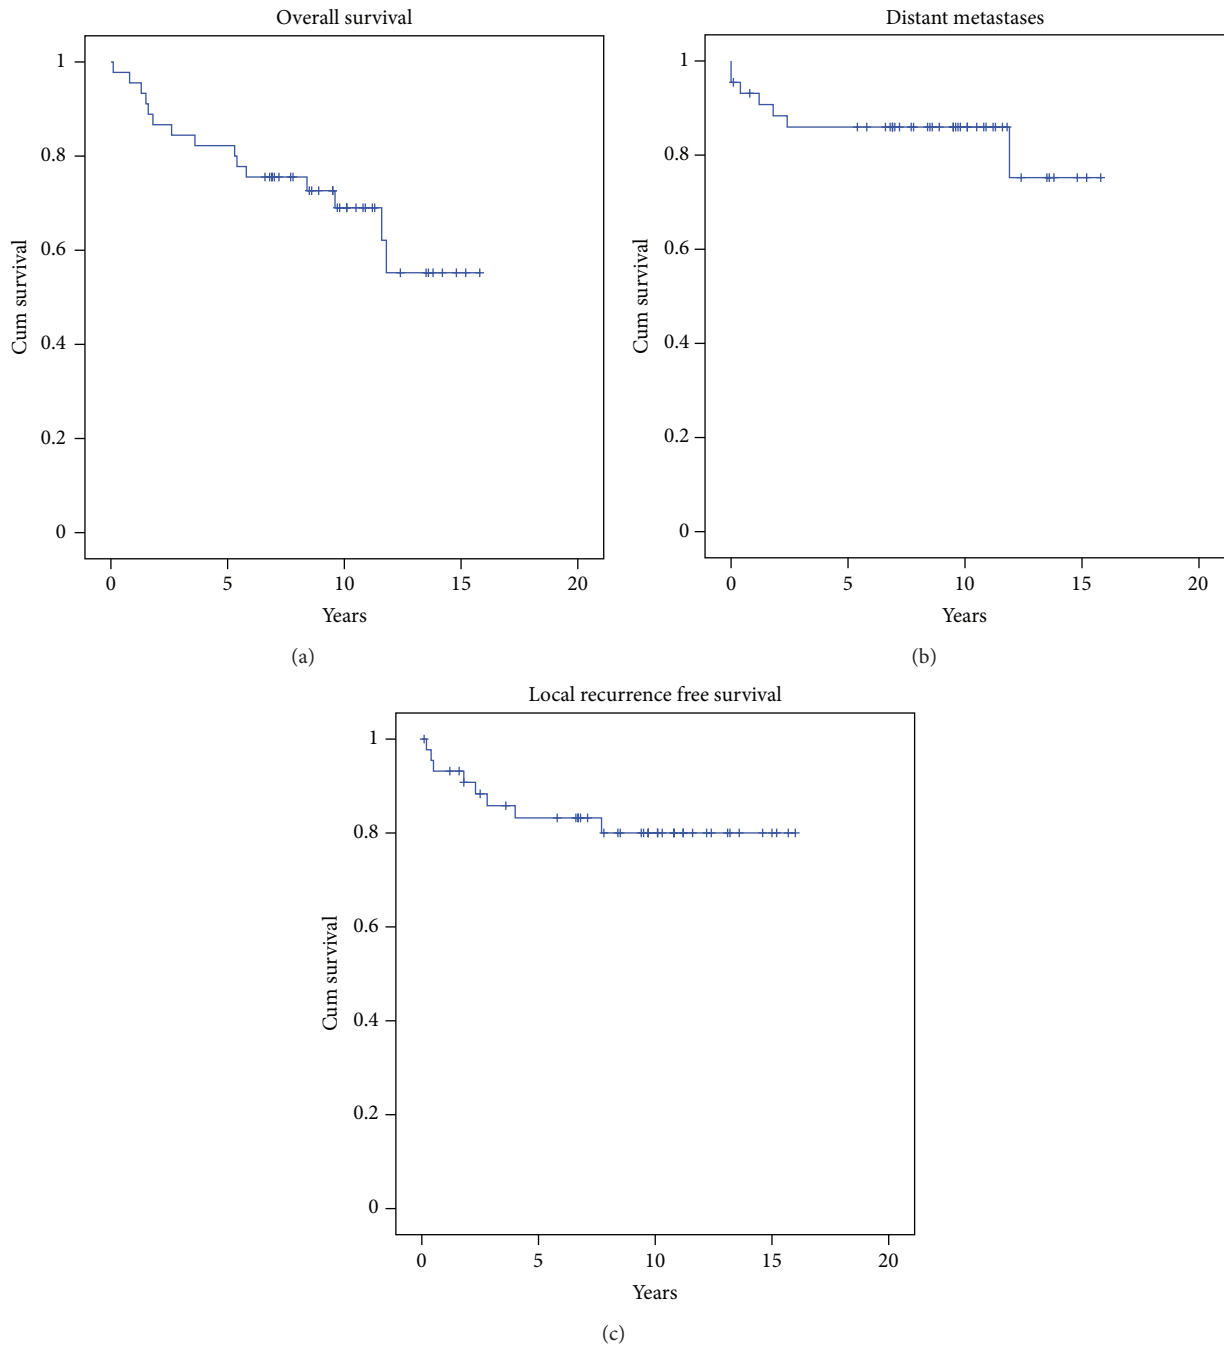 Overall survival
1
0.8
0.6
0.4
0.2
0
Cum survival
0 5 10 15 20
Years
(a)
Distant metastases
1
0.8
0.6
0.4
0.2
0
Cum survival
0 5 10 15 20
Years
(b)
Local recurrence free survival
1
0.8
0.6
0.4
0.2
0
Cum survival
0 5 10 15 20
Years
(c)